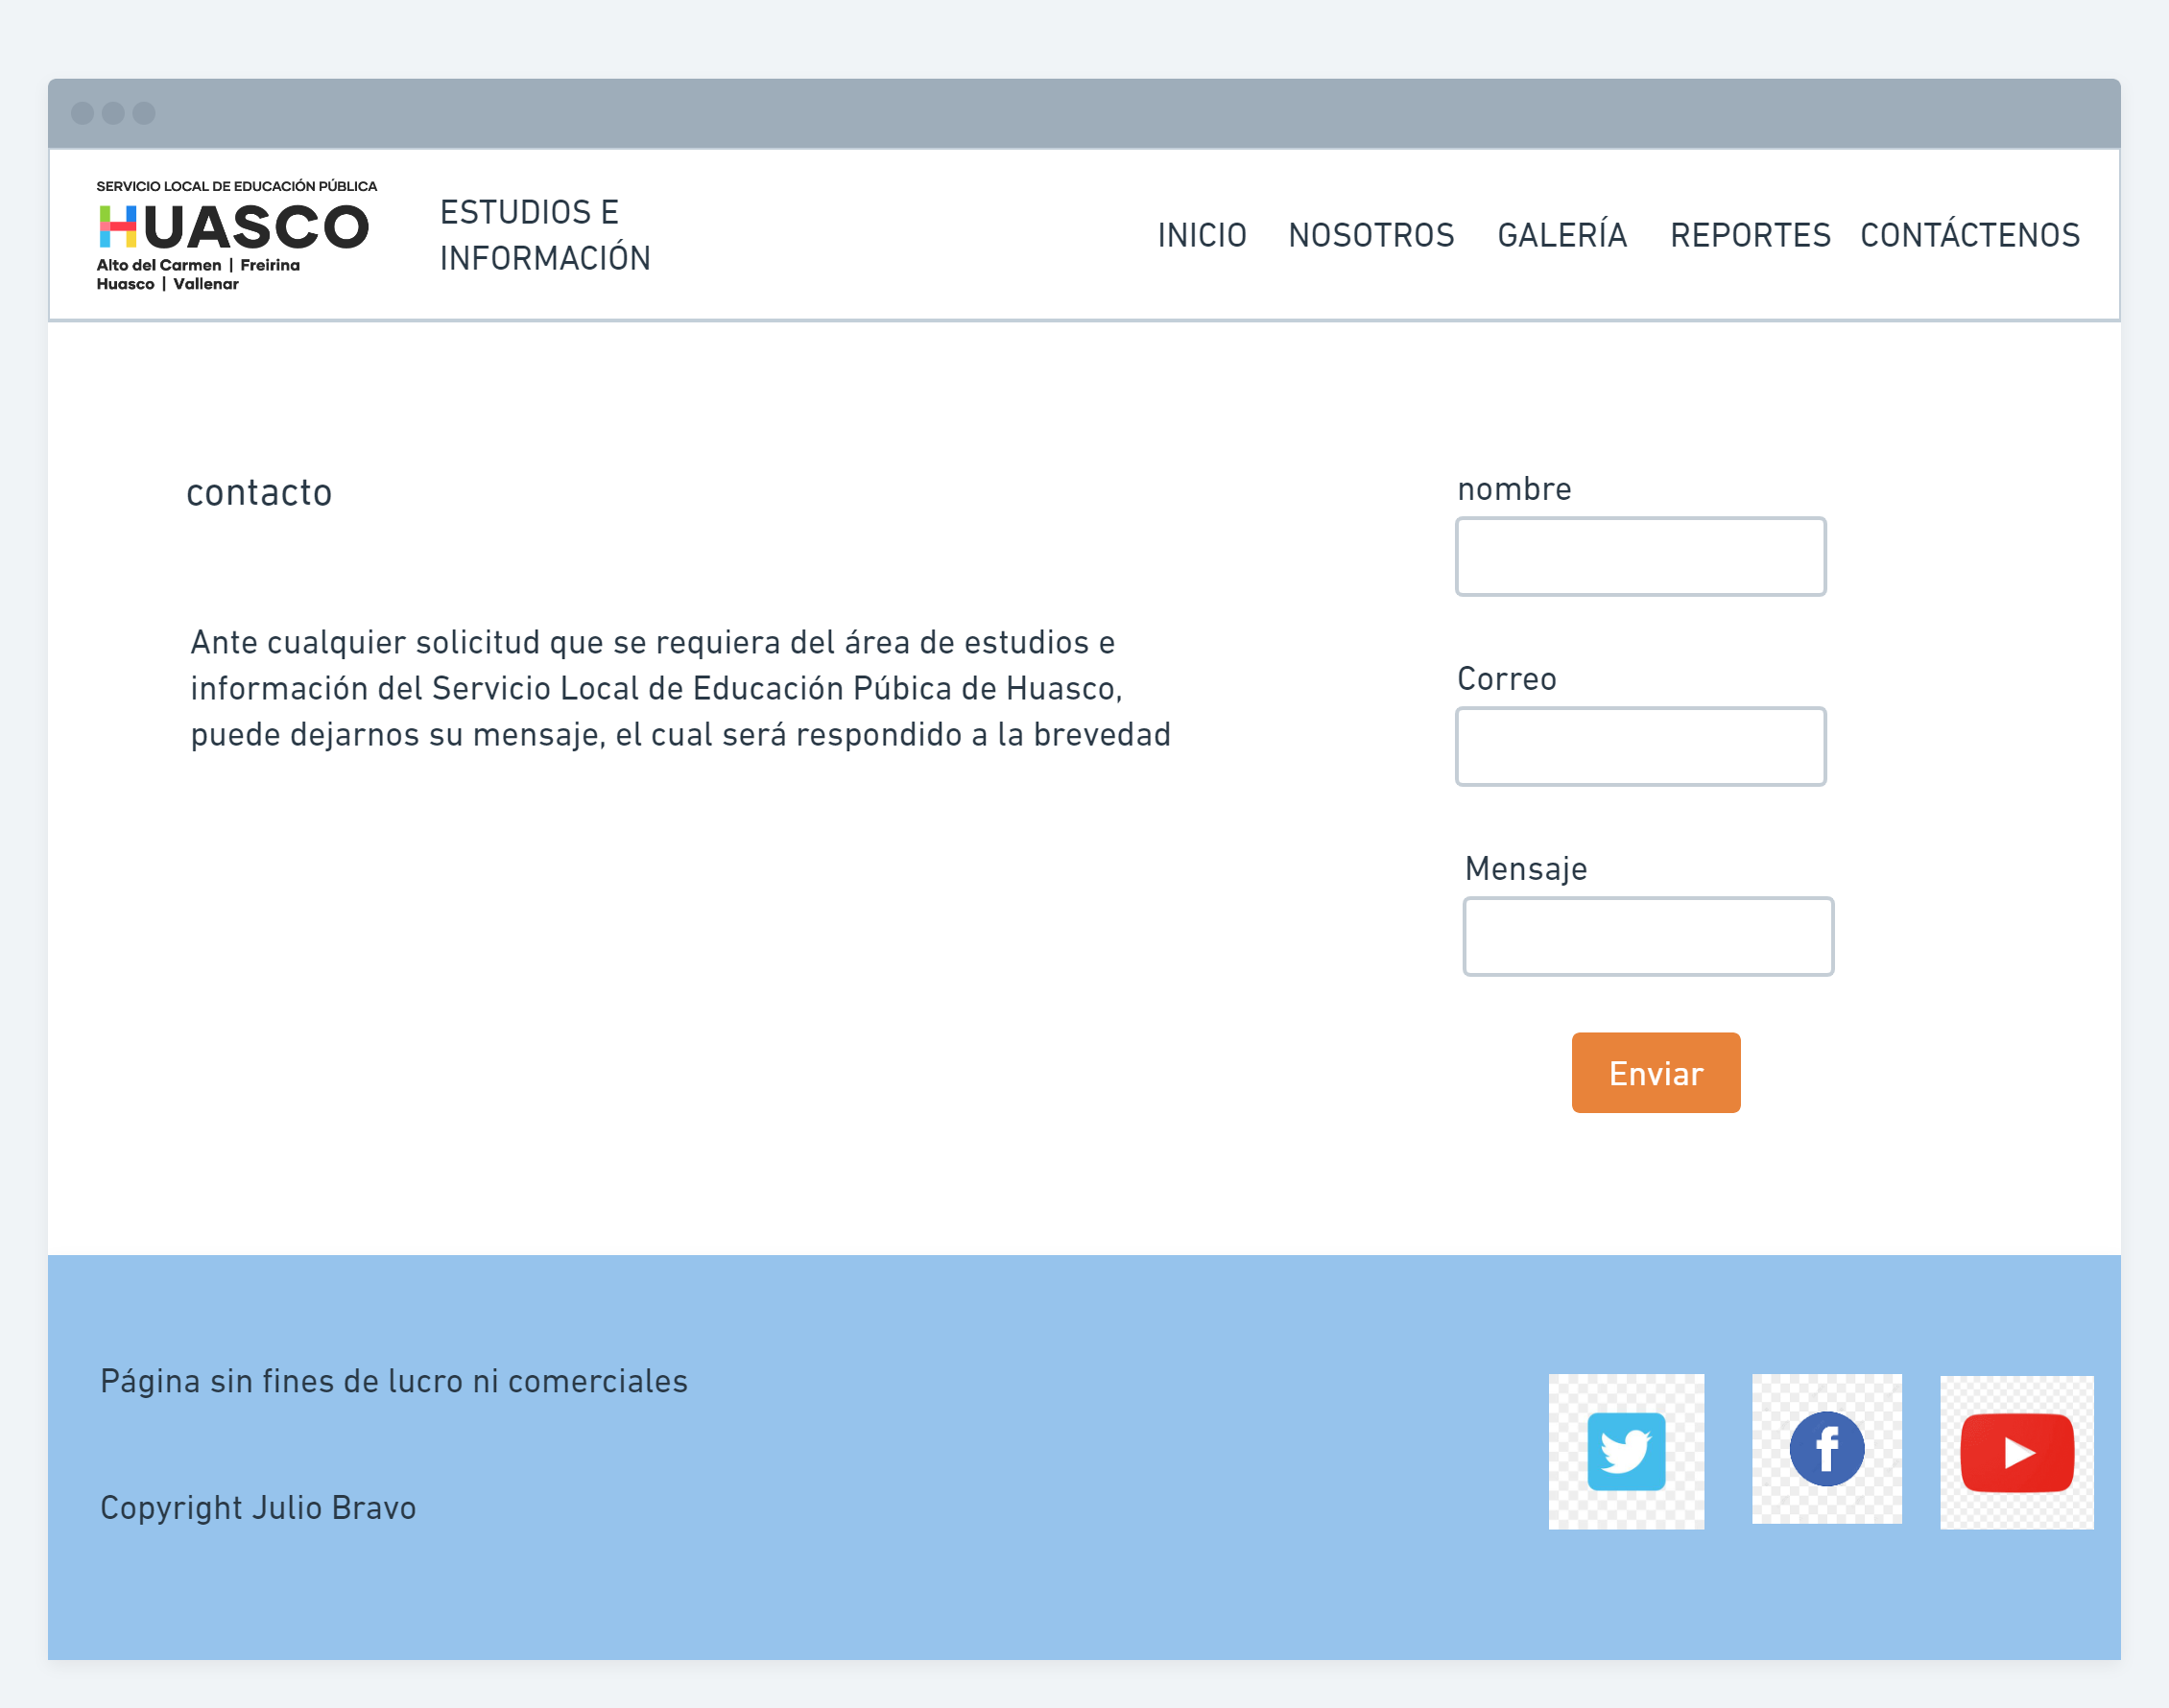 SERVICIO LOCAL DE EDUCACIÓN PÚBLICA
HUASCO
Alto del Carmen | Freirina
Huasco | Vallenar
ESTUDIOS E
INFORMACIÓN
INICIO NOSOTROS GALERÍA REPORTES CONTÁCTENOS
contacto
Ante cualquier solicitud que se requiera del área de estudios e
información del Servicio Local de Educación Púbica de Huasco,
puede dejarnos su mensaje, el cual será respondido a la brevedad
nombre
Correo
Mensaje
Enviar
Página sin fines de lucro ni comerciales
Copyright Julio Bravo